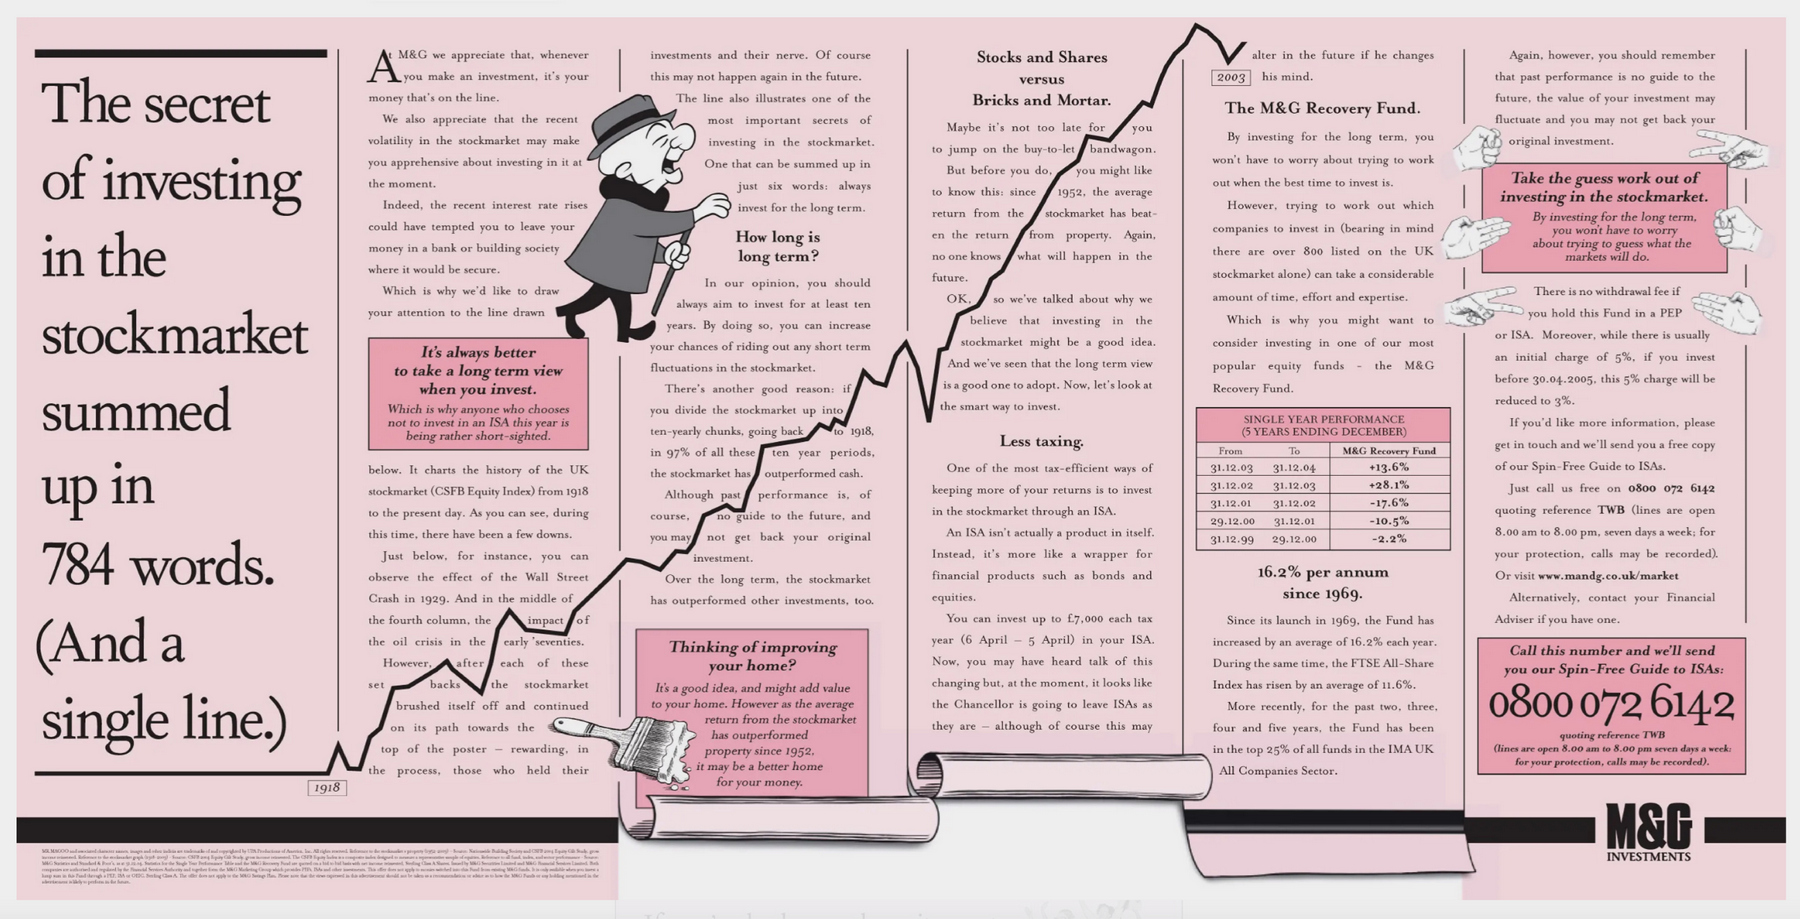 The secret
of investing
in the
stockmarket
summed
up in
784 words.
(And a
single line.)
1918
At M&G we appreciate that, whenever
you make an investment, it's your
money that's on the line.
We also appreciate that the recent
volatility in the stockmarket may make
you apprehensive about investing in it at
the moment.
Indeed, the recent interest rate rises
could have tempted you to leave your
money in a bank or building society
where it would be secure.
Which is why we'd like to draw
your attention to the line drawn
It's always better
to take a long term view
when you invest.
Which is why anyone who chooses
not to invest in an ISA this year is
being rather short-sighted.
below. It charts the history of the UK
stockmarket (CSFB Equity Index) from 1918
to the present day. As you can see, during
this time, there have been a few downs.
Just below, for instance, you can
observe the effect of the Wall Street
Crash in 1929. And in the middle of
the fourth column, the impact of
the oil crisis in the early 'seventies.
However, after each of these
set backs the stockmarket
brushed itself off and continued
on its path towards the
top of the poster – rewarding, in
the process, those who held their
investments and their nerve. Of course
this may not happen again in the future.
The line also illustrates one of the
most important secrets of
investing in the stockmarket.
One that can be summed up in
just six words: always
invest for the long term.
How long is
long term?
In our opinion, you should
always aim to invest for at least ten
years. By doing so, you can increase
your chances of riding out any short term
fluctuations in the stockmarket.
There's another good reason: if
you divide the stockmarket up into
ten-yearly chunks, going back to 1918,
in 97% of all these ten year periods,
the stockmarket has outperformed cash.
Although past performance is, of
course, no guide to the future, and
you may not get back your original
investment.
Over the long term, the stockmarket
has outperformed other investments, too.
Thinking of improving
your home?
It's a good idea, and might add value
to your home. However as the average
return from the stockmarket
has outperformed
property since 1952,
it may be a better home
for your money.
Stocks and Shares
versus
Bricks and Mortar.
Maybe it's not too late for you
to jump on the buy-to-let bandwagon.
But before you do, you might like
to know this: since 1952, the average
return from the stockmarket has beat-
en the return from property. Again,
no one knows what will happen in the
future.
OK, so we've talked about why we
believe that investing in the
stockmarket might be a good idea.
And we've seen that the long term view
is a good one to adopt. Now, let's look at
the smart way to invest.
Less taxing.
One of the most tax-efficient ways of
keeping more of your returns is to invest
in the stockmarket through an ISA.
An ISA isn't actually a product in itself.
Instead, it's more like a wrapper for
financial products such as bonds and
equities.
You can invest up to £7,000 each tax
year (6 April – 5 April) in your ISA.
Now, you may have heard talk of this
changing but, at the moment, it looks like
the Chancellor is going to leave ISAs as
they are – although of course this may
2003
alter in the future if he changes
his mind.
The M&G Recovery Fund.
By investing for the long term, you
won't have to worry about trying to work
out when the best time to invest is.
However, trying to work out which
companies to invest in (bearing in mind
there are over 800 listed on the UK
stockmarket alone) can take a considerable
amount of time, effort and expertise.
Which is why you might want to
consider investing in one of our most
popular equity funds - the M&G
Recovery Fund.
SINGLE YEAR PERFORMANCE
(5 YEARS ENDING DECEMBER)
From To M&G Recovery Fund
31.12.03 31.12.04 +13.6%
31.12.02 31.12.03 +28.1%
31.12.01 31.12.02 -17.6%
29.12.00 31.12.01 -10.5%
31.12.99 29.12.00 -2.2%
16.2% per annum
since 1969.
Since its launch in 1969, the Fund has
increased by an average of 16.2% each year.
During the same time, the FTSE All-Share
Index has risen by an average of 11.6%.
More recently, for the past two, three,
four and five years, the Fund has been
in the top 25% of all funds in the IMA UK
All Companies Sector.
Again, however, you should remember
that past performance is no guide to the
future, the value of your investment may
fluctuate and you may not get back your
original investment.
Take the guess work out of
investing in the stockmarket.
By investing for the long term,
you won't have to worry
about trying to guess what the
markets will do.
There is no withdrawal fee if
you hold this Fund in a PEP
or ISA. Moreover, while there is usually
an initial charge of 5%, if you invest
before 30.04.2005, this 5% charge will be
reduced to 3%.
If you'd like more information, please
get in touch and we'll send you a free copy
of our Spin-Free Guide to ISAs.
Just call us free on 0800 072 6142
quoting reference TWB (lines are open
8.00 am to 8.00 pm, seven days a week; for
your protection, calls may be recorded).
Or visit www.mandg.co.uk/market
Alternatively, contact your Financial
Adviser if you have one.
Call this number and we'll send
you our Spin-Free Guide to ISAs:
0800 072 6142
quoting reference TWB
(lines are open 8.00 am to 8.00 pm seven days a week:
for your protection, calls may be recorded).
M&G
INVESTMENTS